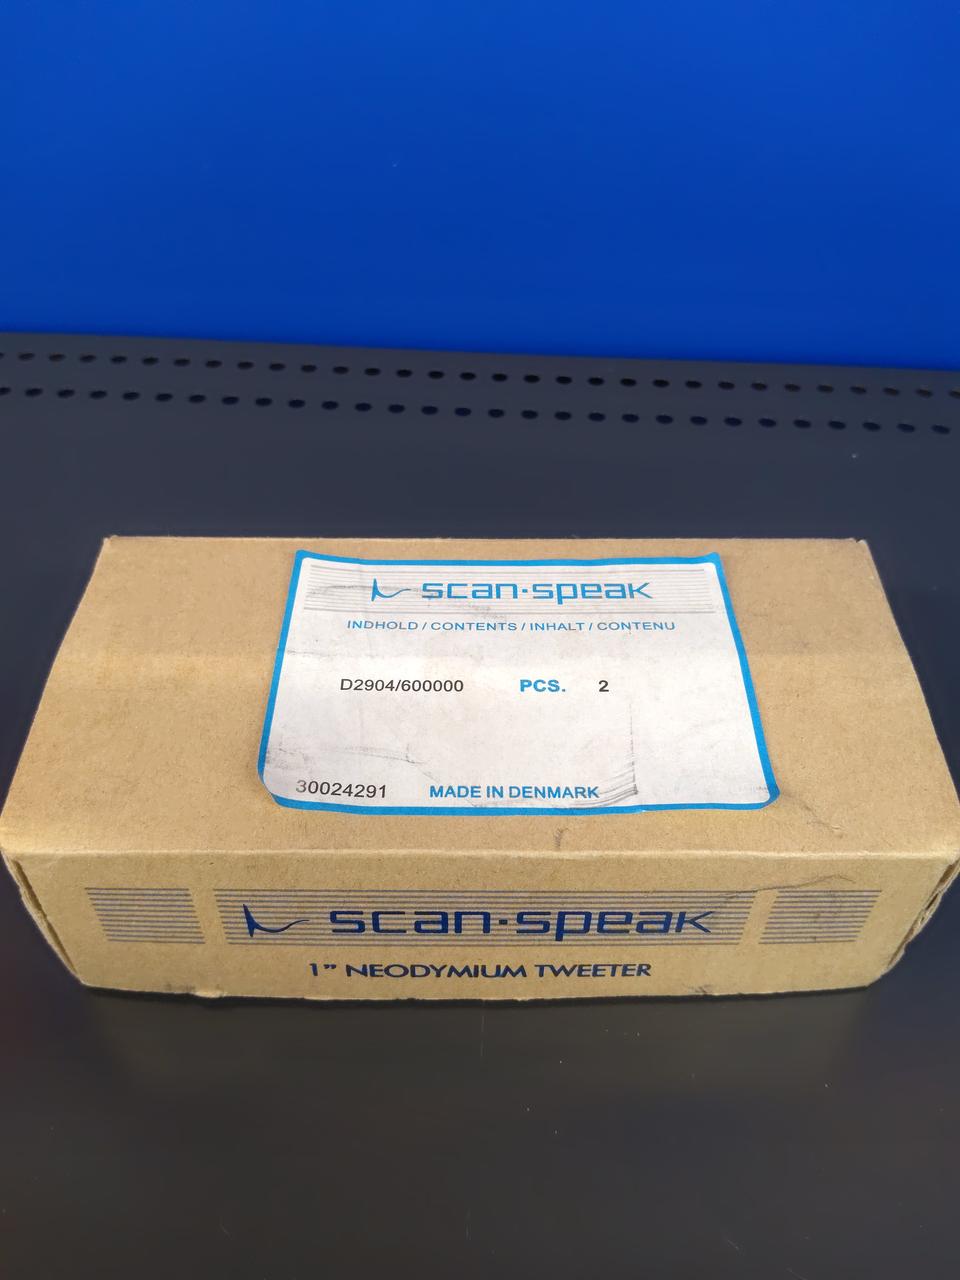 scan·speak
INDHOLD / CONTENTS / INHALT / CONTENU
D2904/600000 PCS. 2
30024291 MADE IN DENMARK
scan·speak
1” NEODYMIUM TWEETER